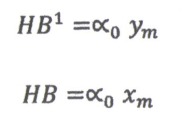 HB¹ =∝₀ yₘ
HB =∝₀ xₘ